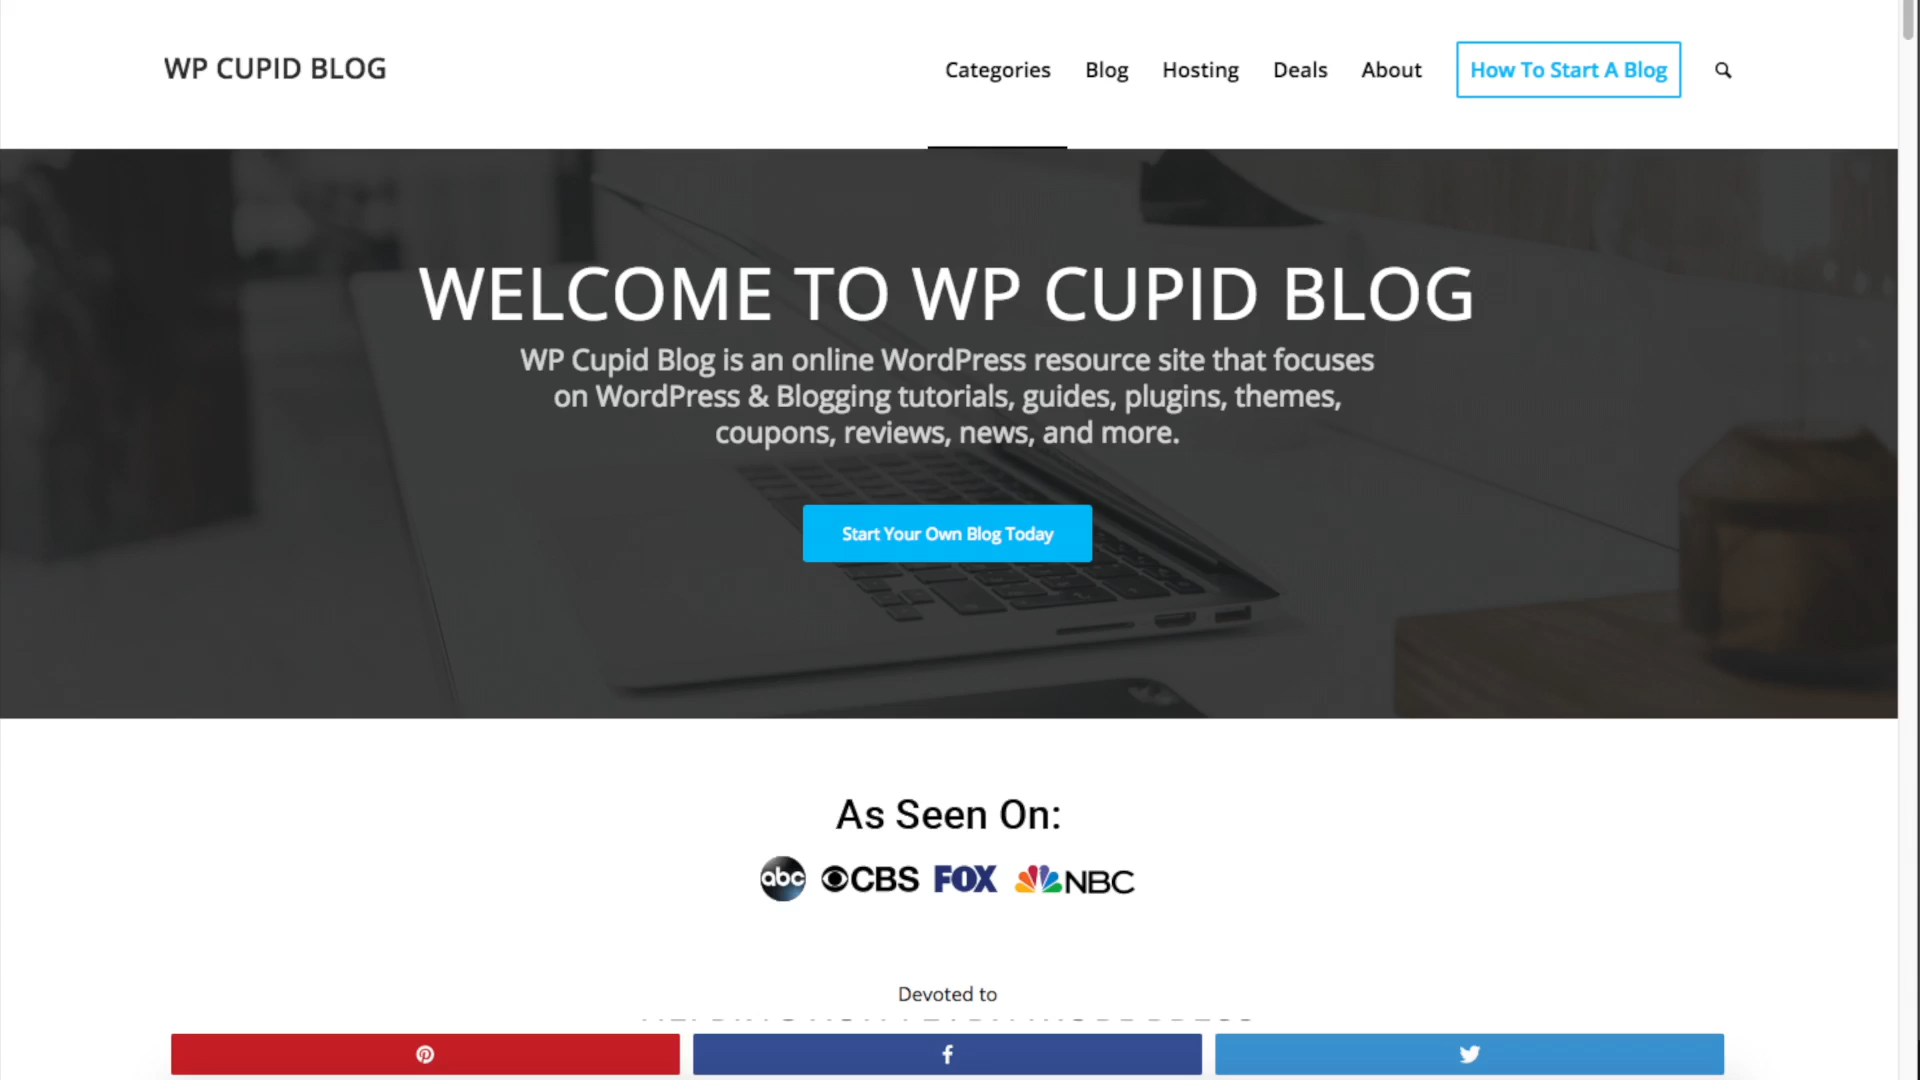 WP CUPID BLOG
Categories
Blog
Hosting
Deals
About
How To Start A Blog
WELCOME TO WP CUPID BLOG
WP Cupid Blog is an online WordPress resource site that focuses
on WordPress & Blogging tutorials, guides, plugins, themes,
coupons, reviews, news, and more.
Start Your Own Blog Today
As Seen On:
abc CBS FOX NBC
Devoted to